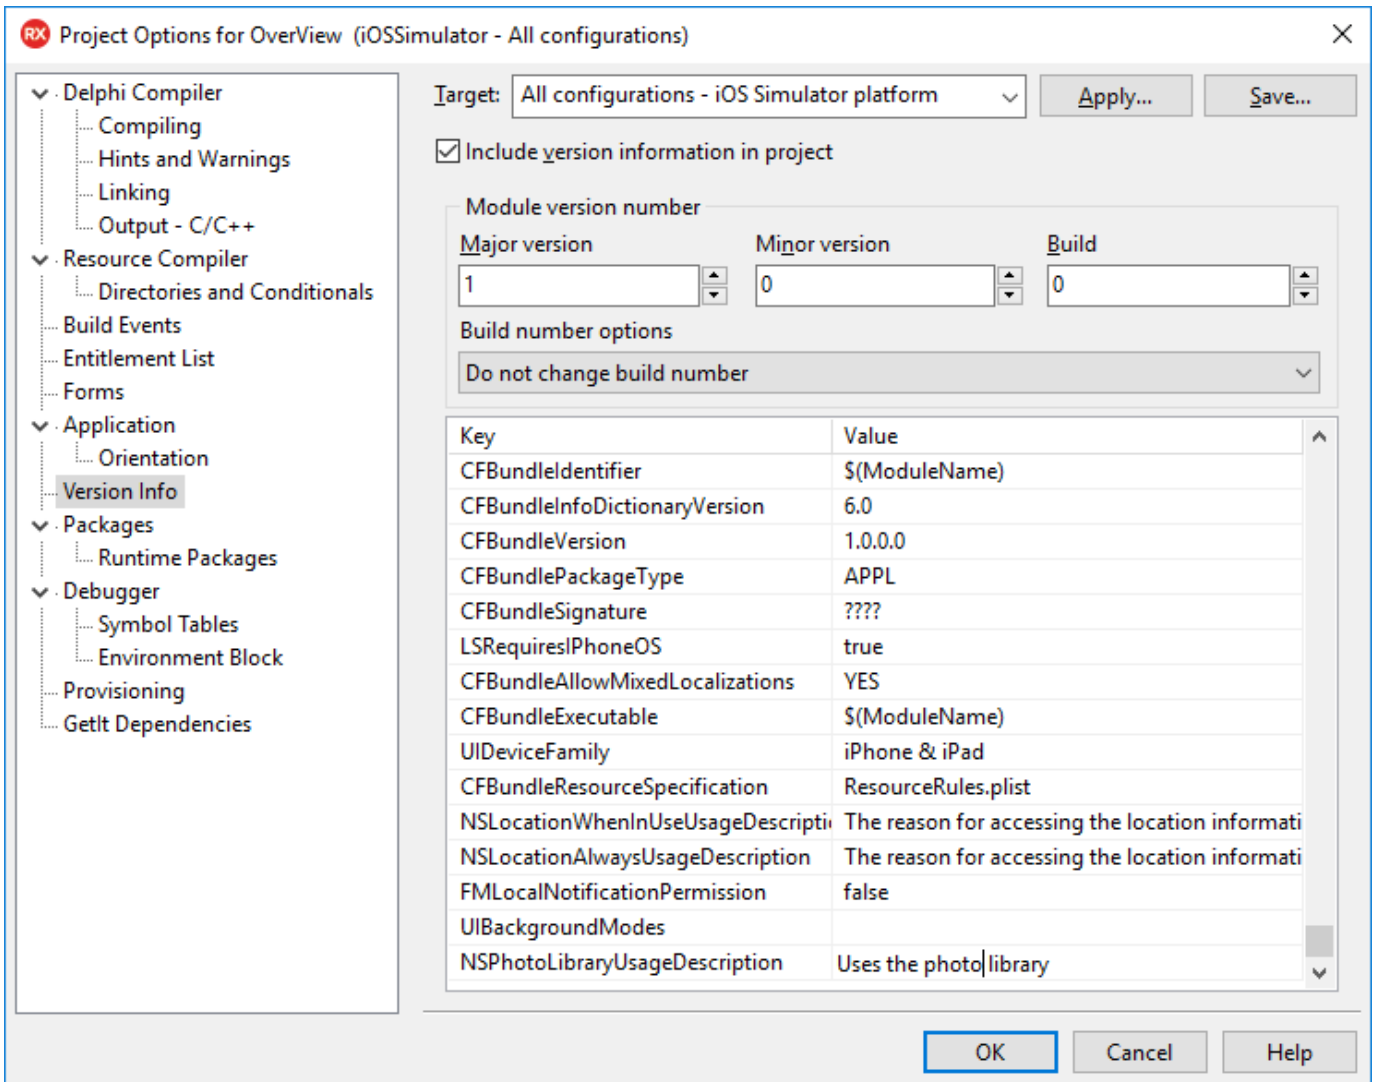 RX Project Options for OverView (iOSSimulator - All configurations)
Delphi Compiler
Compiling
Hints and Warnings
Linking
Output - C/C++
Resource Compiler
Directories and Conditionals
Build Events
Entitlement List
Forms
Application
Orientation
Version Info
Packages
Runtime Packages
Debugger
Symbol Tables
Environment Block
Provisioning
GetIt Dependencies
Target: All configurations - iOS Simulator platform Apply... Save...
Include version information in project
Module version number
Major version Minor version Build
1 0 0
Build number options
Do not change build number
Key Value
CFBundleIdentifier $(ModuleName)
CFBundleInfoDictionaryVersion 6.0
CFBundleVersion 1.0.0.0
CFBundlePackageType APPL
CFBundleSignature ????
LSRequiresIPhoneOS true
CFBundleAllowMixedLocalizations YES
CFBundleExecutable $(ModuleName)
UIDeviceFamily iPhone & iPad
CFBundleResourceSpecification ResourceRules.plist
NSLocationWhenInUseUsageDescripti The reason for accessing the location informati
NSLocationAlwaysUsageDescription The reason for accessing the location informati
FMLocalNotificationPermission false
UIBackgroundModes
NSPhotoLibraryUsageDescription Uses the photo library
OK Cancel Help